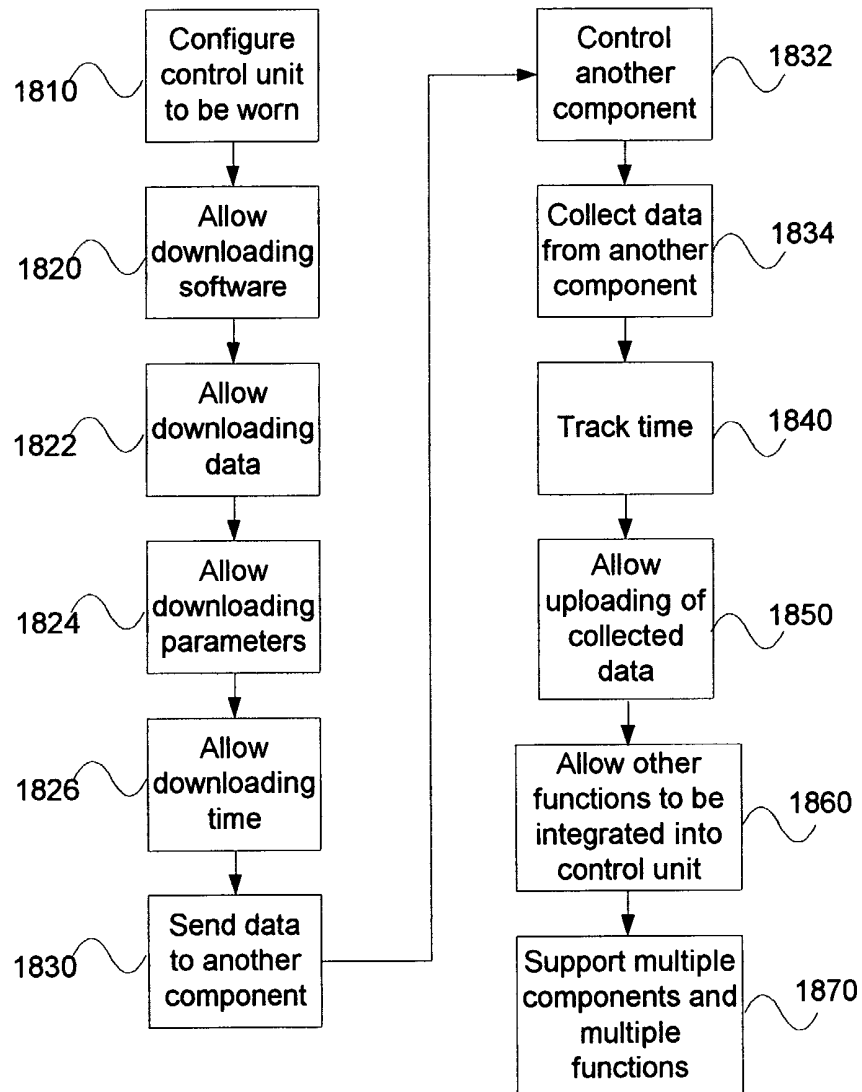 1810
Configure
control unit
to be worn
1820
Allow
downloading
software
1822
Allow
downloading
data
1824
Allow
downloading
parameters
1826
Allow
downloading
time
1830
Send data
to another
component
Control
another
component
1832
Collect data
from another
component
1834
Track time
1840
Allow
uploading of
collected
data
1850
Allow other
functions to be
integrated into
control unit
1860
Support multiple
components and
multiple
functions
1870